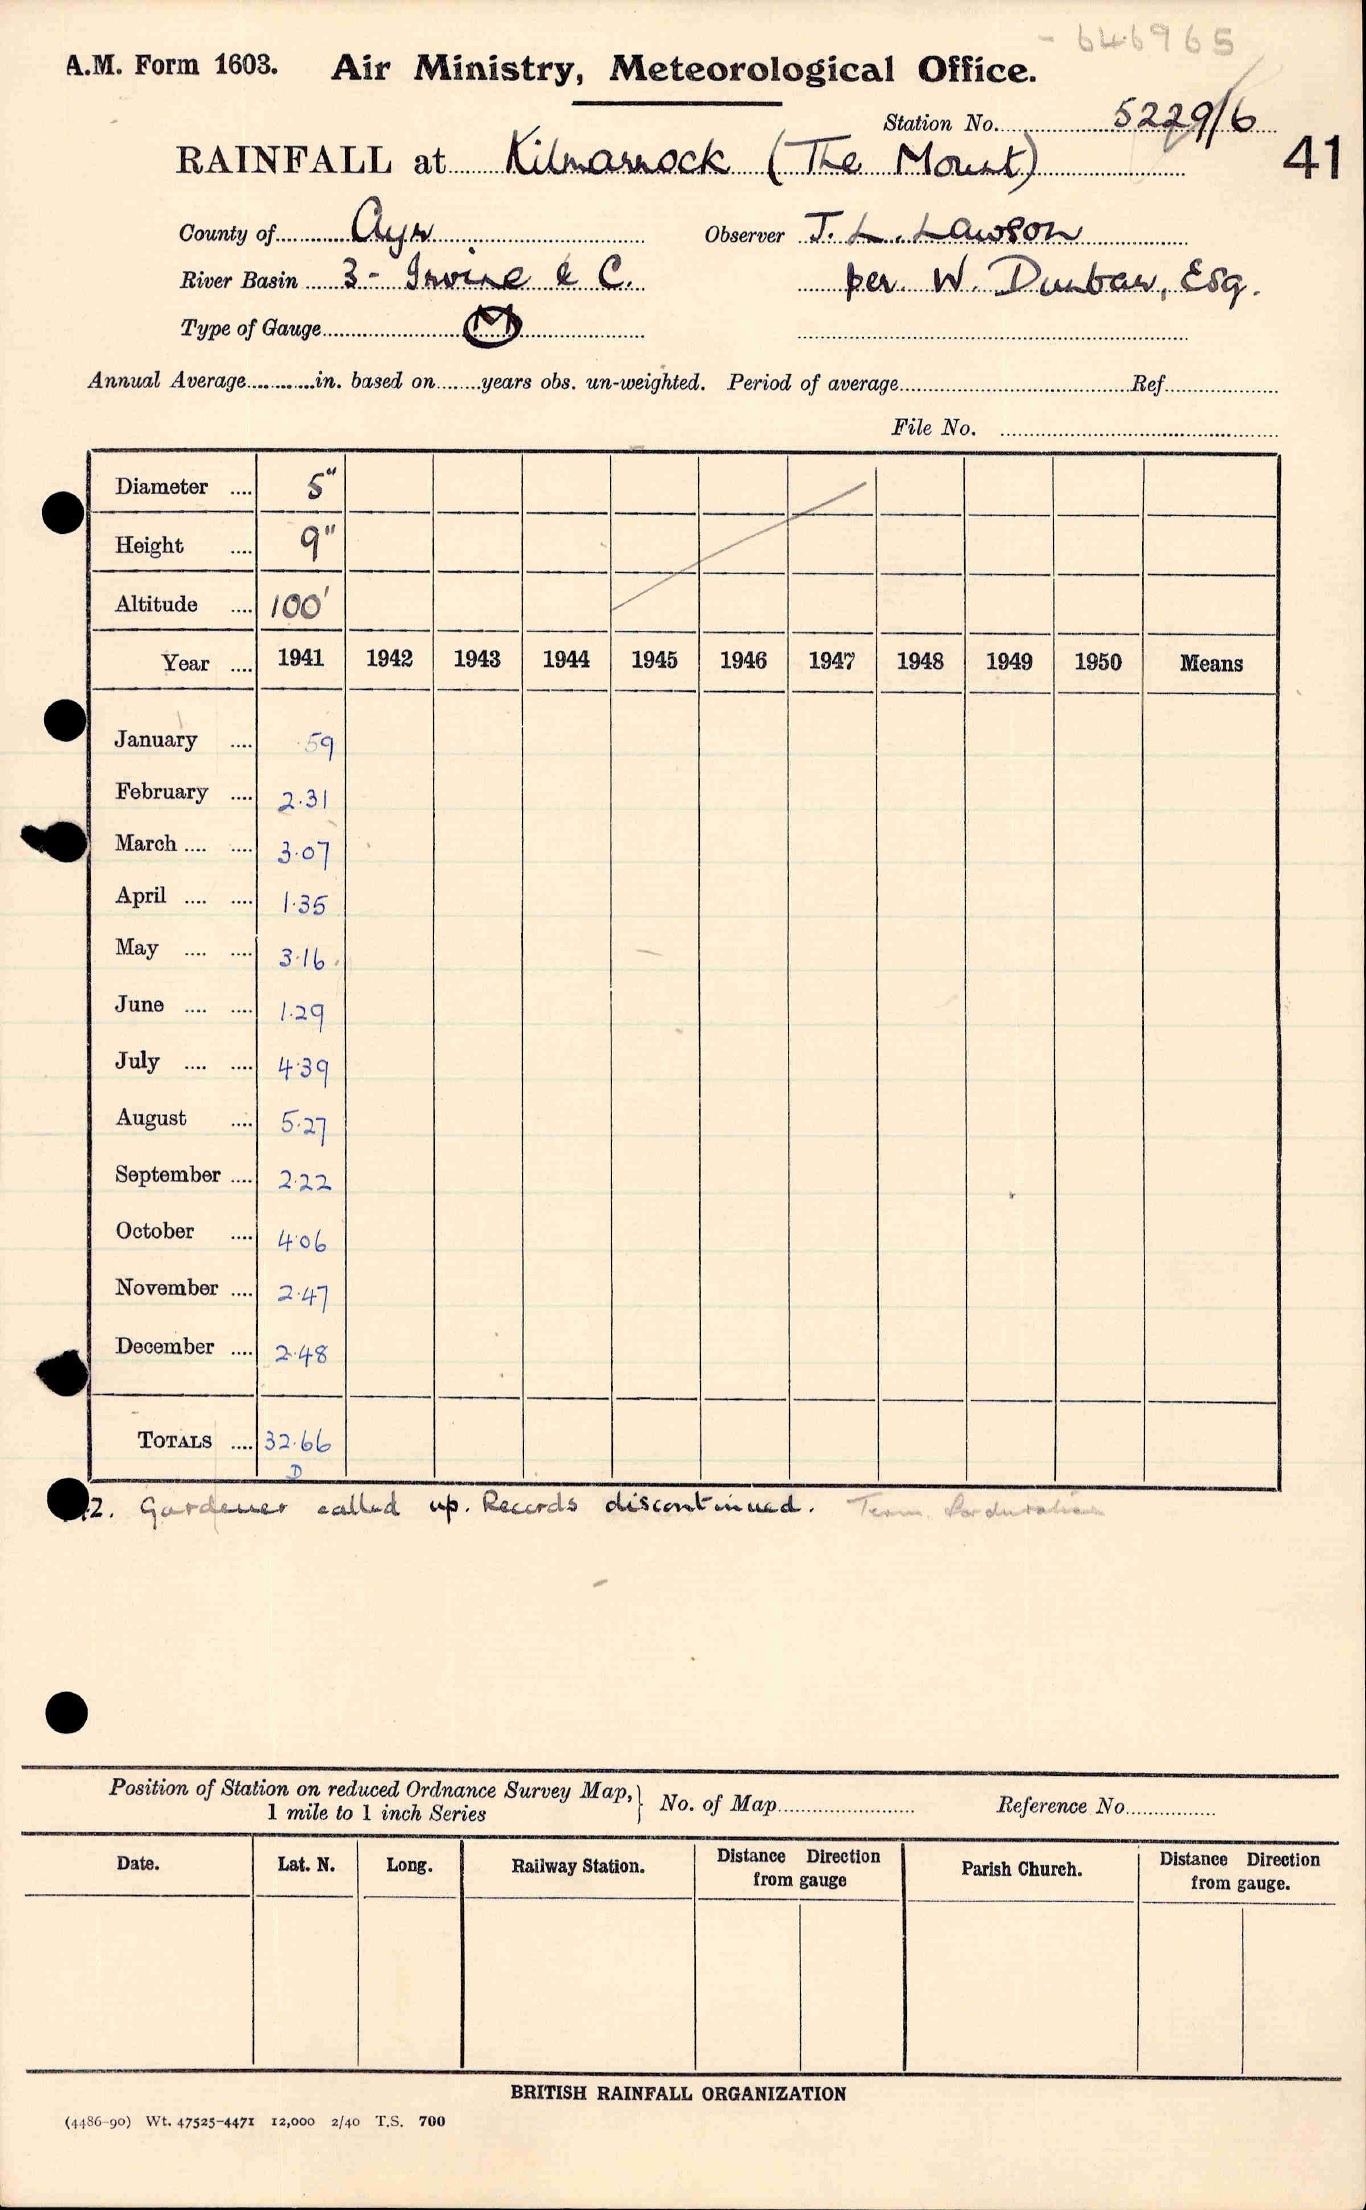 - 646965
A.M. Form 1603. Air Ministry, Meteorological Office.
Station No. 5229/6
RAINFALL at Kilmarnock (The Mount) 41
County of Ayr Observer J. L. Lawson
River Basin 3 - Irvine & C. per. W. Dunbar, Esq.
Type of Gauge M
Annual Average in. based on years obs. un-weighted. Period of average Ref
File No.
Diameter 5"
Height 9"
Altitude 100'
Year 1941 1942 1943 1944 1945 1946 1947 1948 1949 1950 Means
January .59
February 2.31
March 3.07
April 1.35
May 3.16
June 1.29
July 4.39
August 5.27
September 2.22
October 4.06
November 2.47
December 2.48
TOTALS 32.66
D
42. Gardener called up. Records discontinued. Term.
Position of Station on reduced Ordnance Survey Map,
1 mile to 1 inch Series
No. of Map Reference No.
Date. Lat. N. Long. Railway Station. Distance Direction from gauge Parish Church. Distance Direction from gauge.
BRITISH RAINFALL ORGANIZATION
(4486-90) Wt. 47525-4471 12,000 2/40 T.S. 700